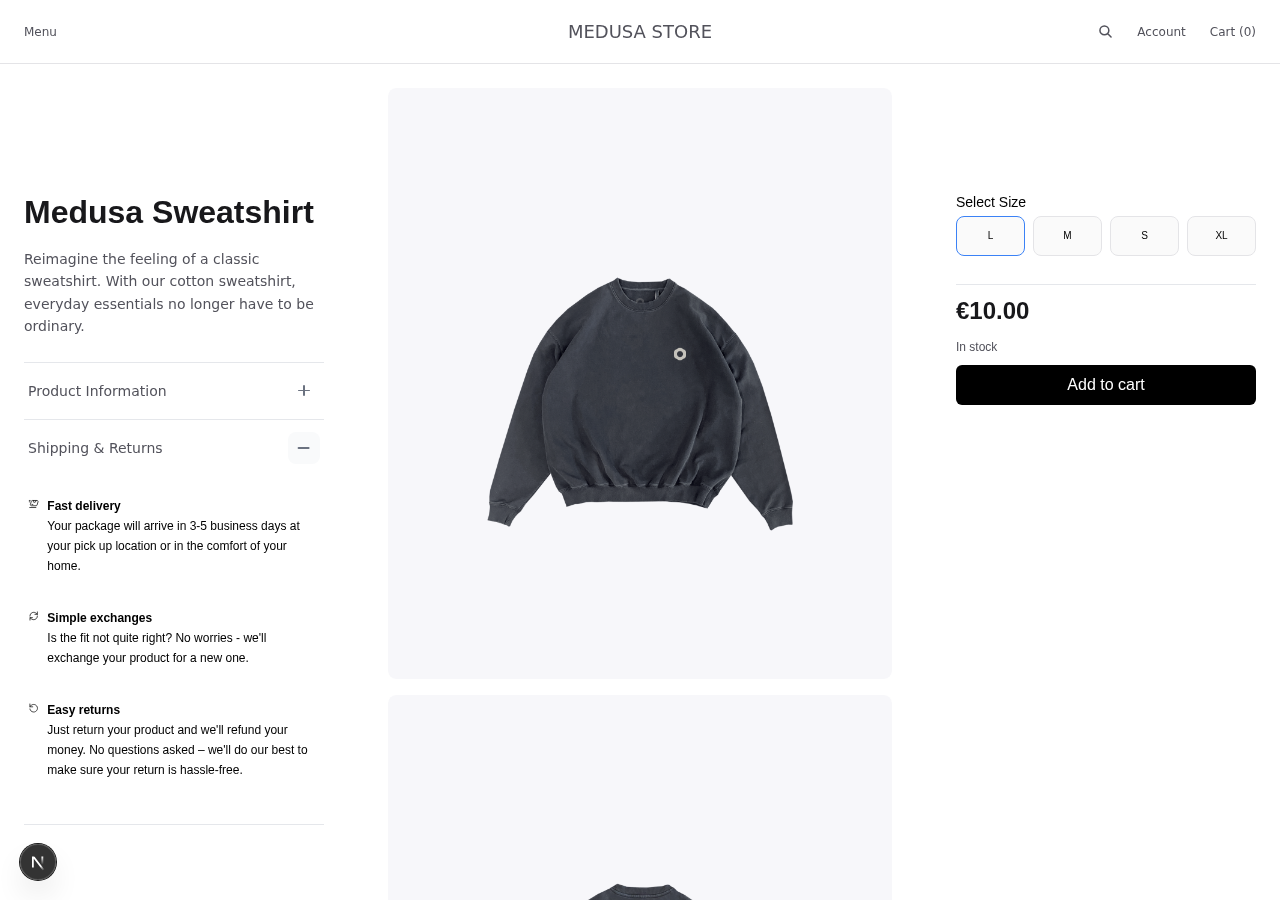 Menu
MEDUSA STORE
Account
Cart (0)
Medusa Sweatshirt
Reimagine the feeling of a classic
sweatshirt. With our cotton sweatshirt,
everyday essentials no longer have to be
ordinary.
Product Information
Shipping & Returns
Fast delivery
Your package will arrive in 3-5 business days at
your pick up location or in the comfort of your
home.
Simple exchanges
Is the fit not quite right? No worries - we'll
exchange your product for a new one.
Easy returns
Just return your product and we'll refund your
money. No questions asked – we'll do our best to
make sure your return is hassle-free.
Select Size
L
M
S
XL
€10.00
In stock
Add to cart
N